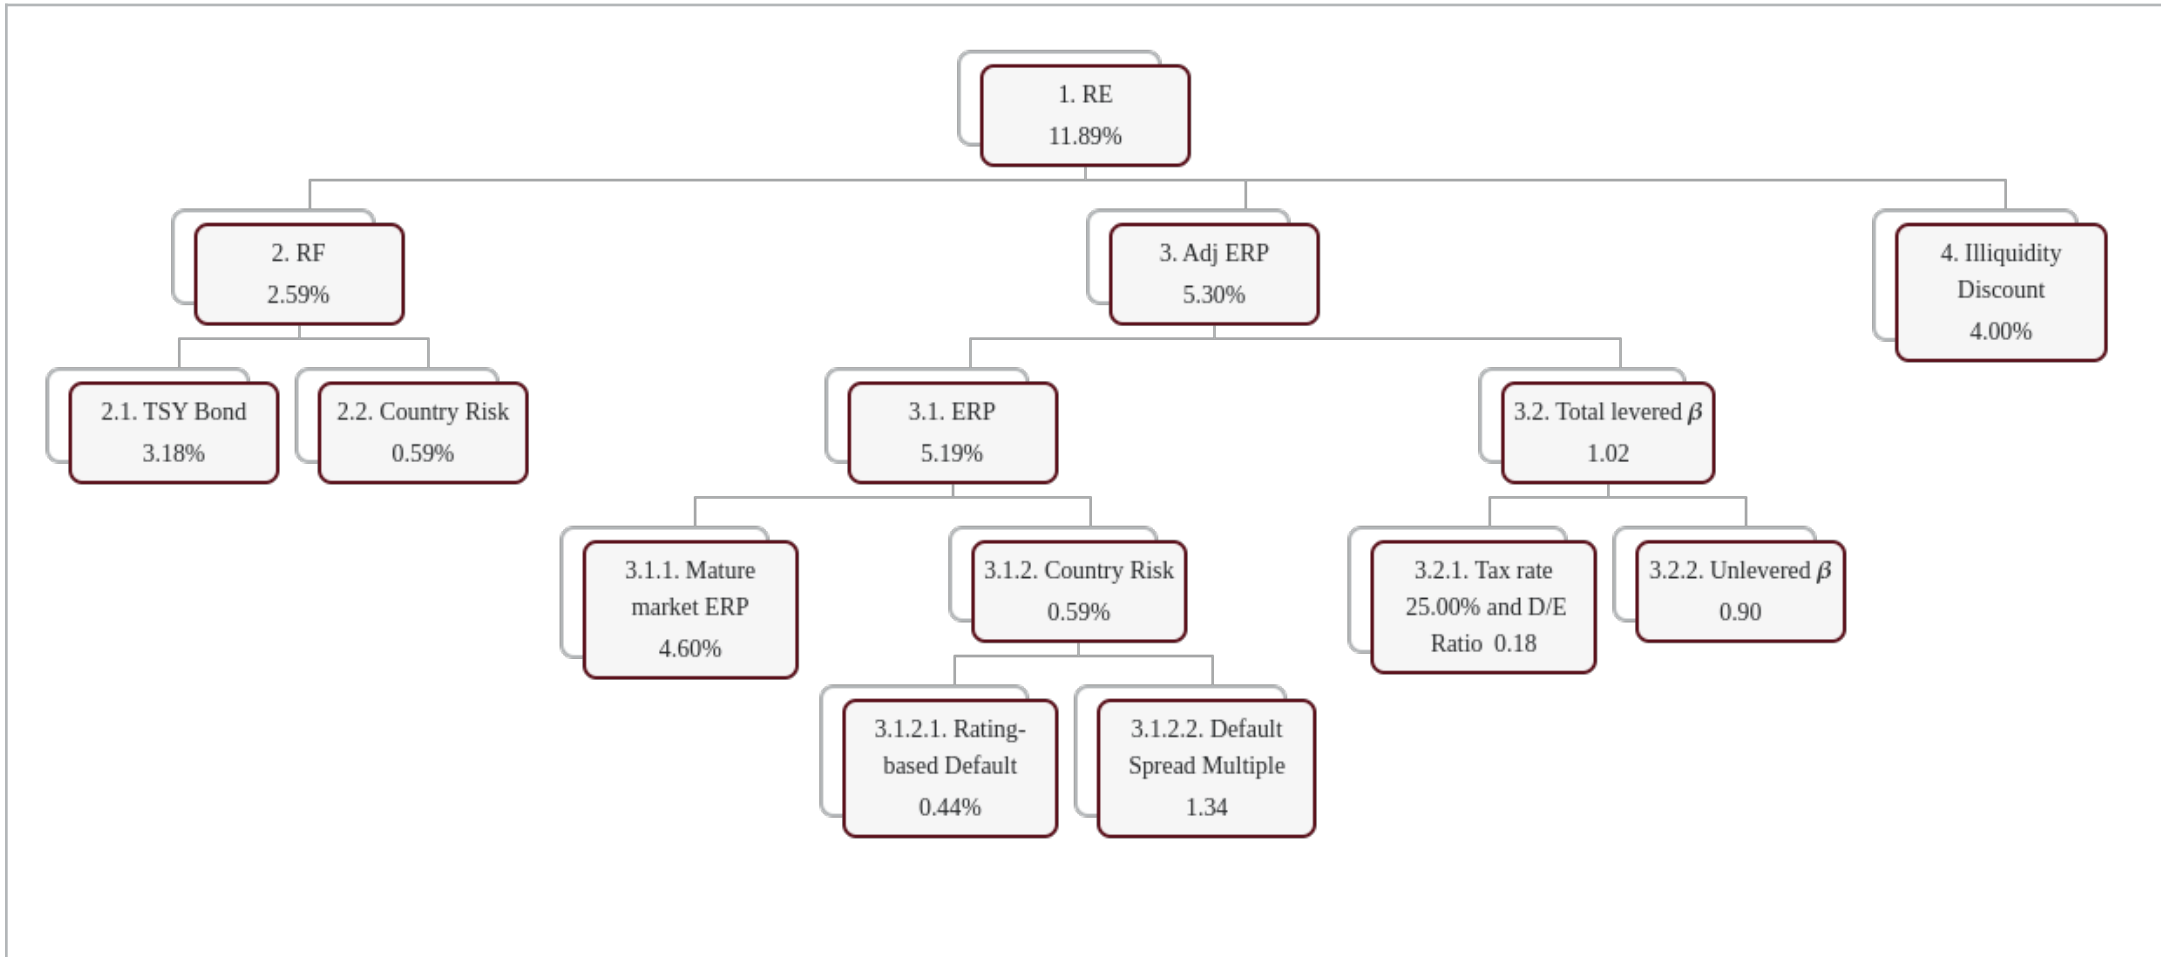 1. RE
11.89%
2. RF
2.59%
3. Adj ERP
5.30%
4. Illiquidity
Discount
4.00%
2.1. TSY Bond
3.18%
2.2. Country Risk
0.59%
3.1. ERP
5.19%
3.2. Total levered β
1.02
3.1.1. Mature
market ERP
4.60%
3.1.2. Country Risk
0.59%
3.2.1. Tax rate
25.00% and D/E
Ratio 0.18
3.2.2. Unlevered β
0.90
3.1.2.1. Rating-
based Default
0.44%
3.1.2.2. Default
Spread Multiple
1.34